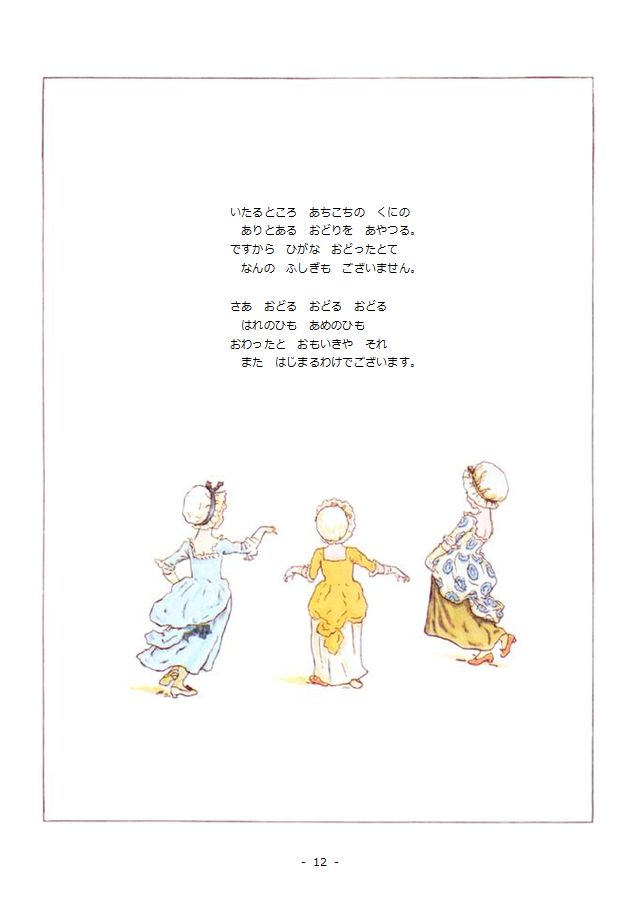 いたるところ　あちこちの　くにの
　ありとある　おどりを　あやつる。
ですから　ひがな　おどったとて
　なんの　ふしぎも　ございません。

さあ　おどる　おどる　おどる
　はれのひも　あめのひも
おわったと　おもいきや　それ
　また　はじまるわけでございます。

- 12 -